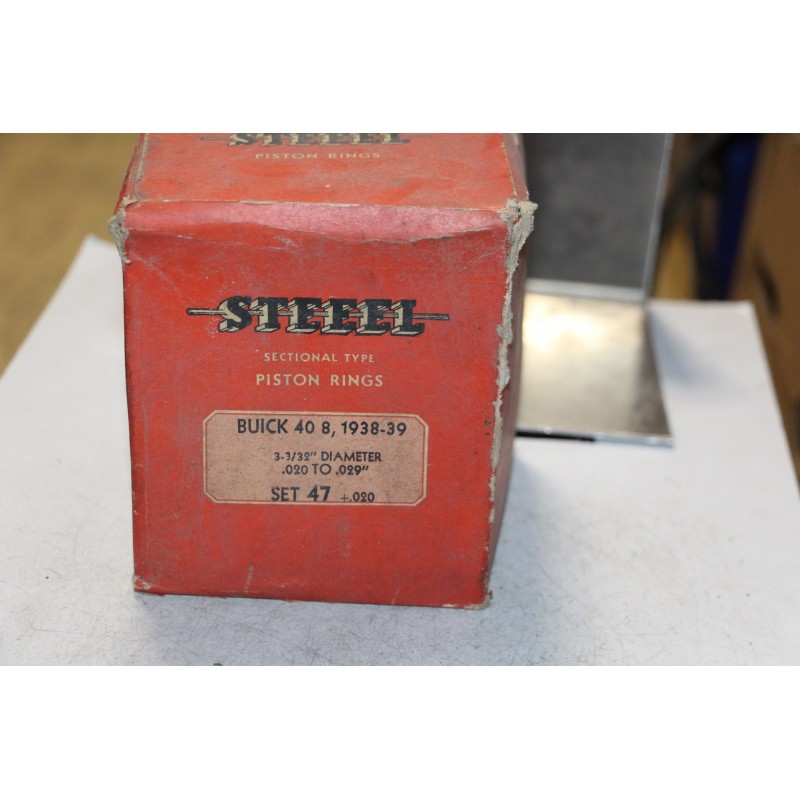 STEEEL
PISTON RINGS
STEEEL
SECTIONAL TYPE
PISTON RINGS
BUICK 40 8, 1938-39
3-3/32" DIAMETER
.020 TO .029"
SET 47 +.020